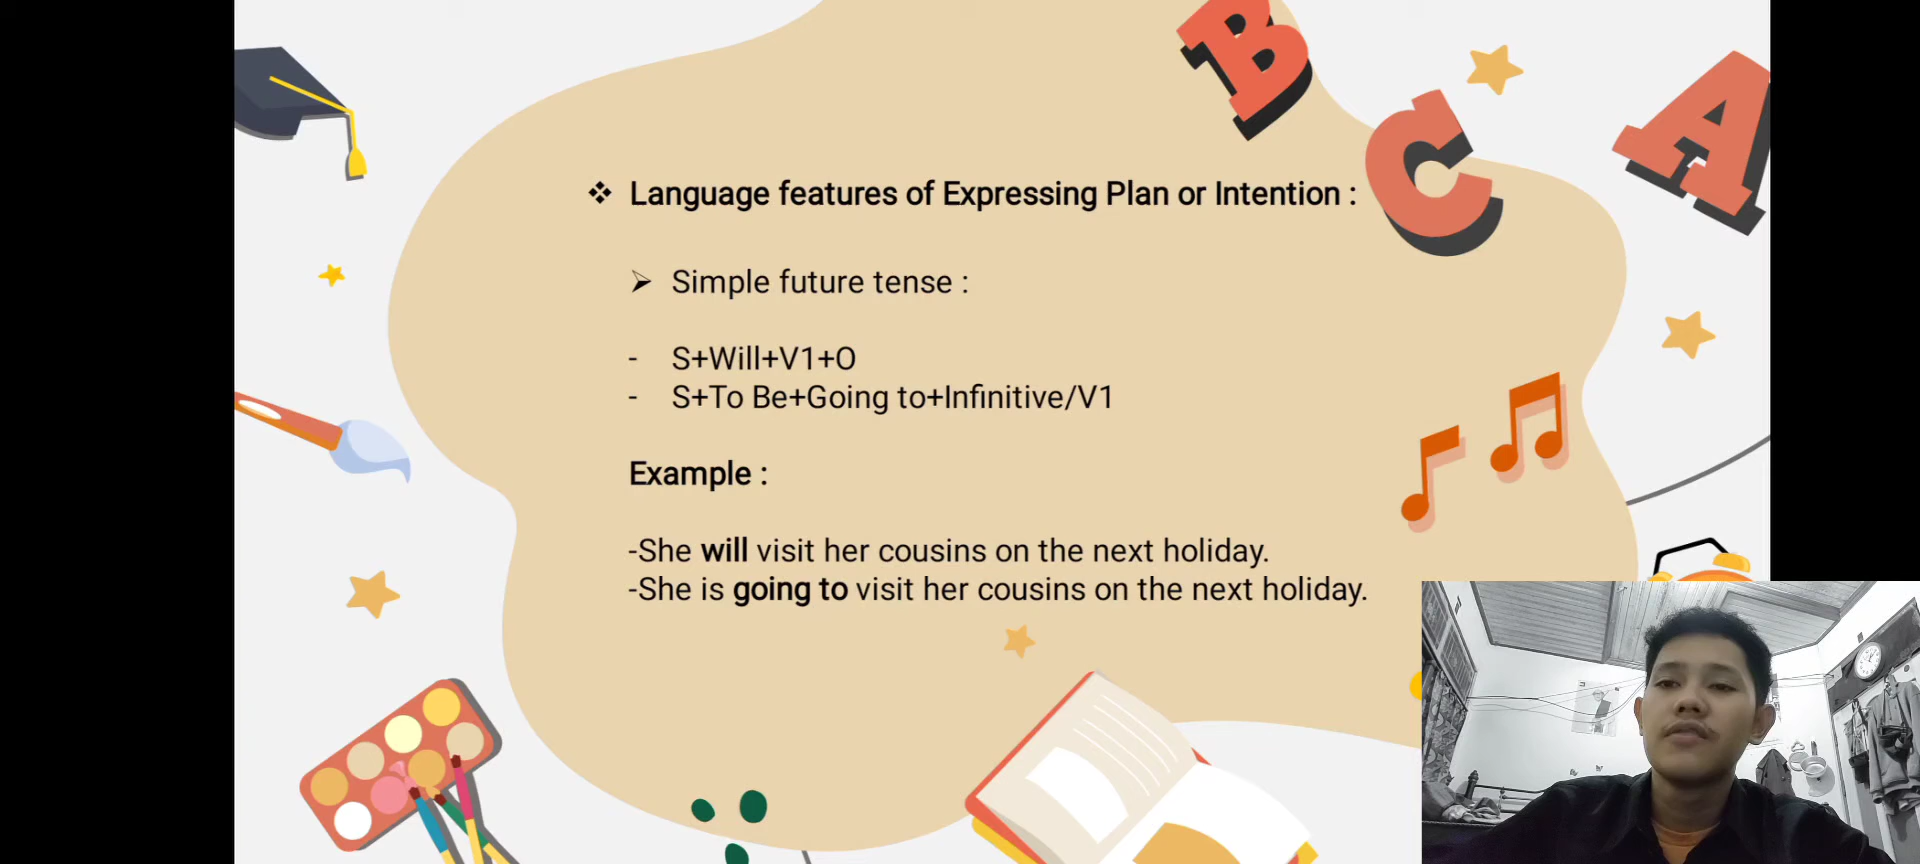 B
C
A
❖ Language features of Expressing Plan or Intention :
➢ Simple future tense :
- S+Will+V1+O
- S+To Be+Going to+Infinitive/V1
Example :
-She will visit her cousins on the next holiday.
-She is going to visit her cousins on the next holiday.